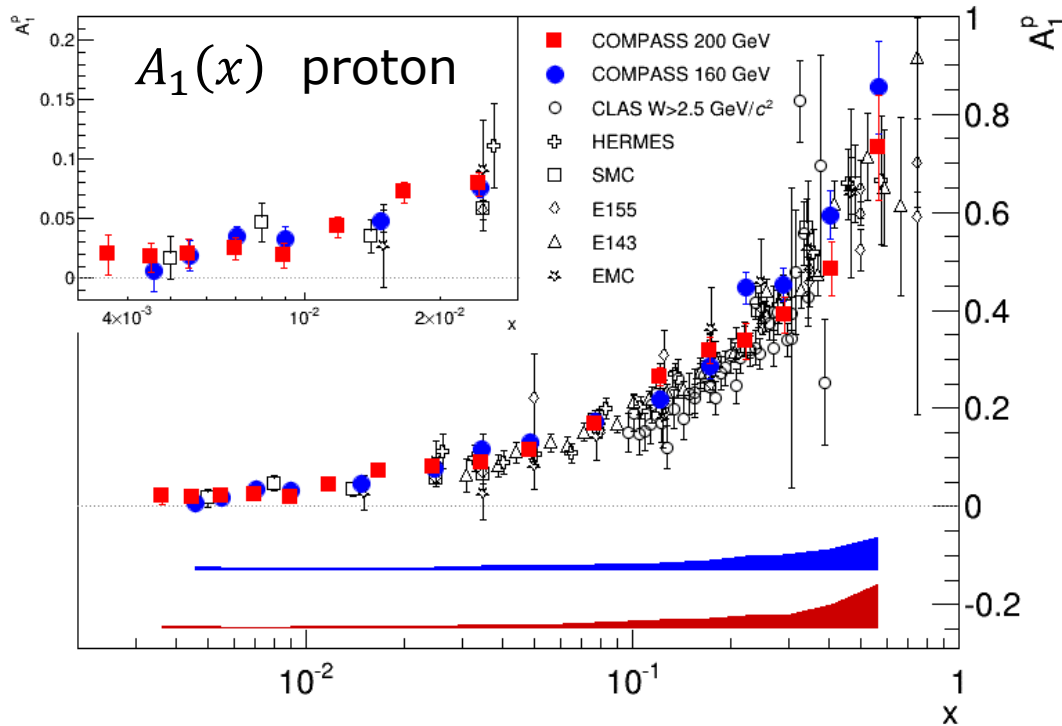 A₁ᵖ
0.2
0.15
0.1
0.05
0
4×10⁻³
10⁻²
2×10⁻²
x
A₁(x) proton
COMPASS 200 GeV
COMPASS 160 GeV
CLAS W>2.5 GeV/c²
HERMES
SMC
E155
E143
EMC
A₁ᵖ
1
0.8
0.6
0.4
0.2
0
-0.2
10⁻²
10⁻¹
1
x